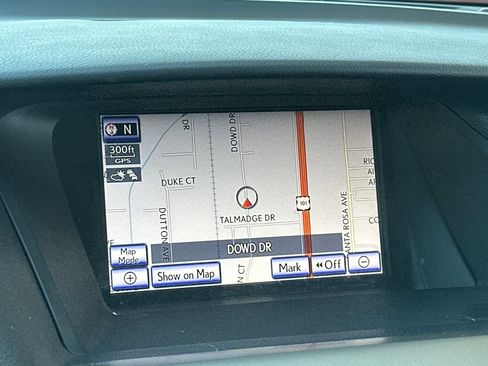 N
DR
DOWD DR
300ft
GPS
DUKE CT
DUTTON AVE
101
TALMADGE DR
SANTA ROSA AVE
DOWD DR
Map
Mode
Show on Map
CT
Mark
Off